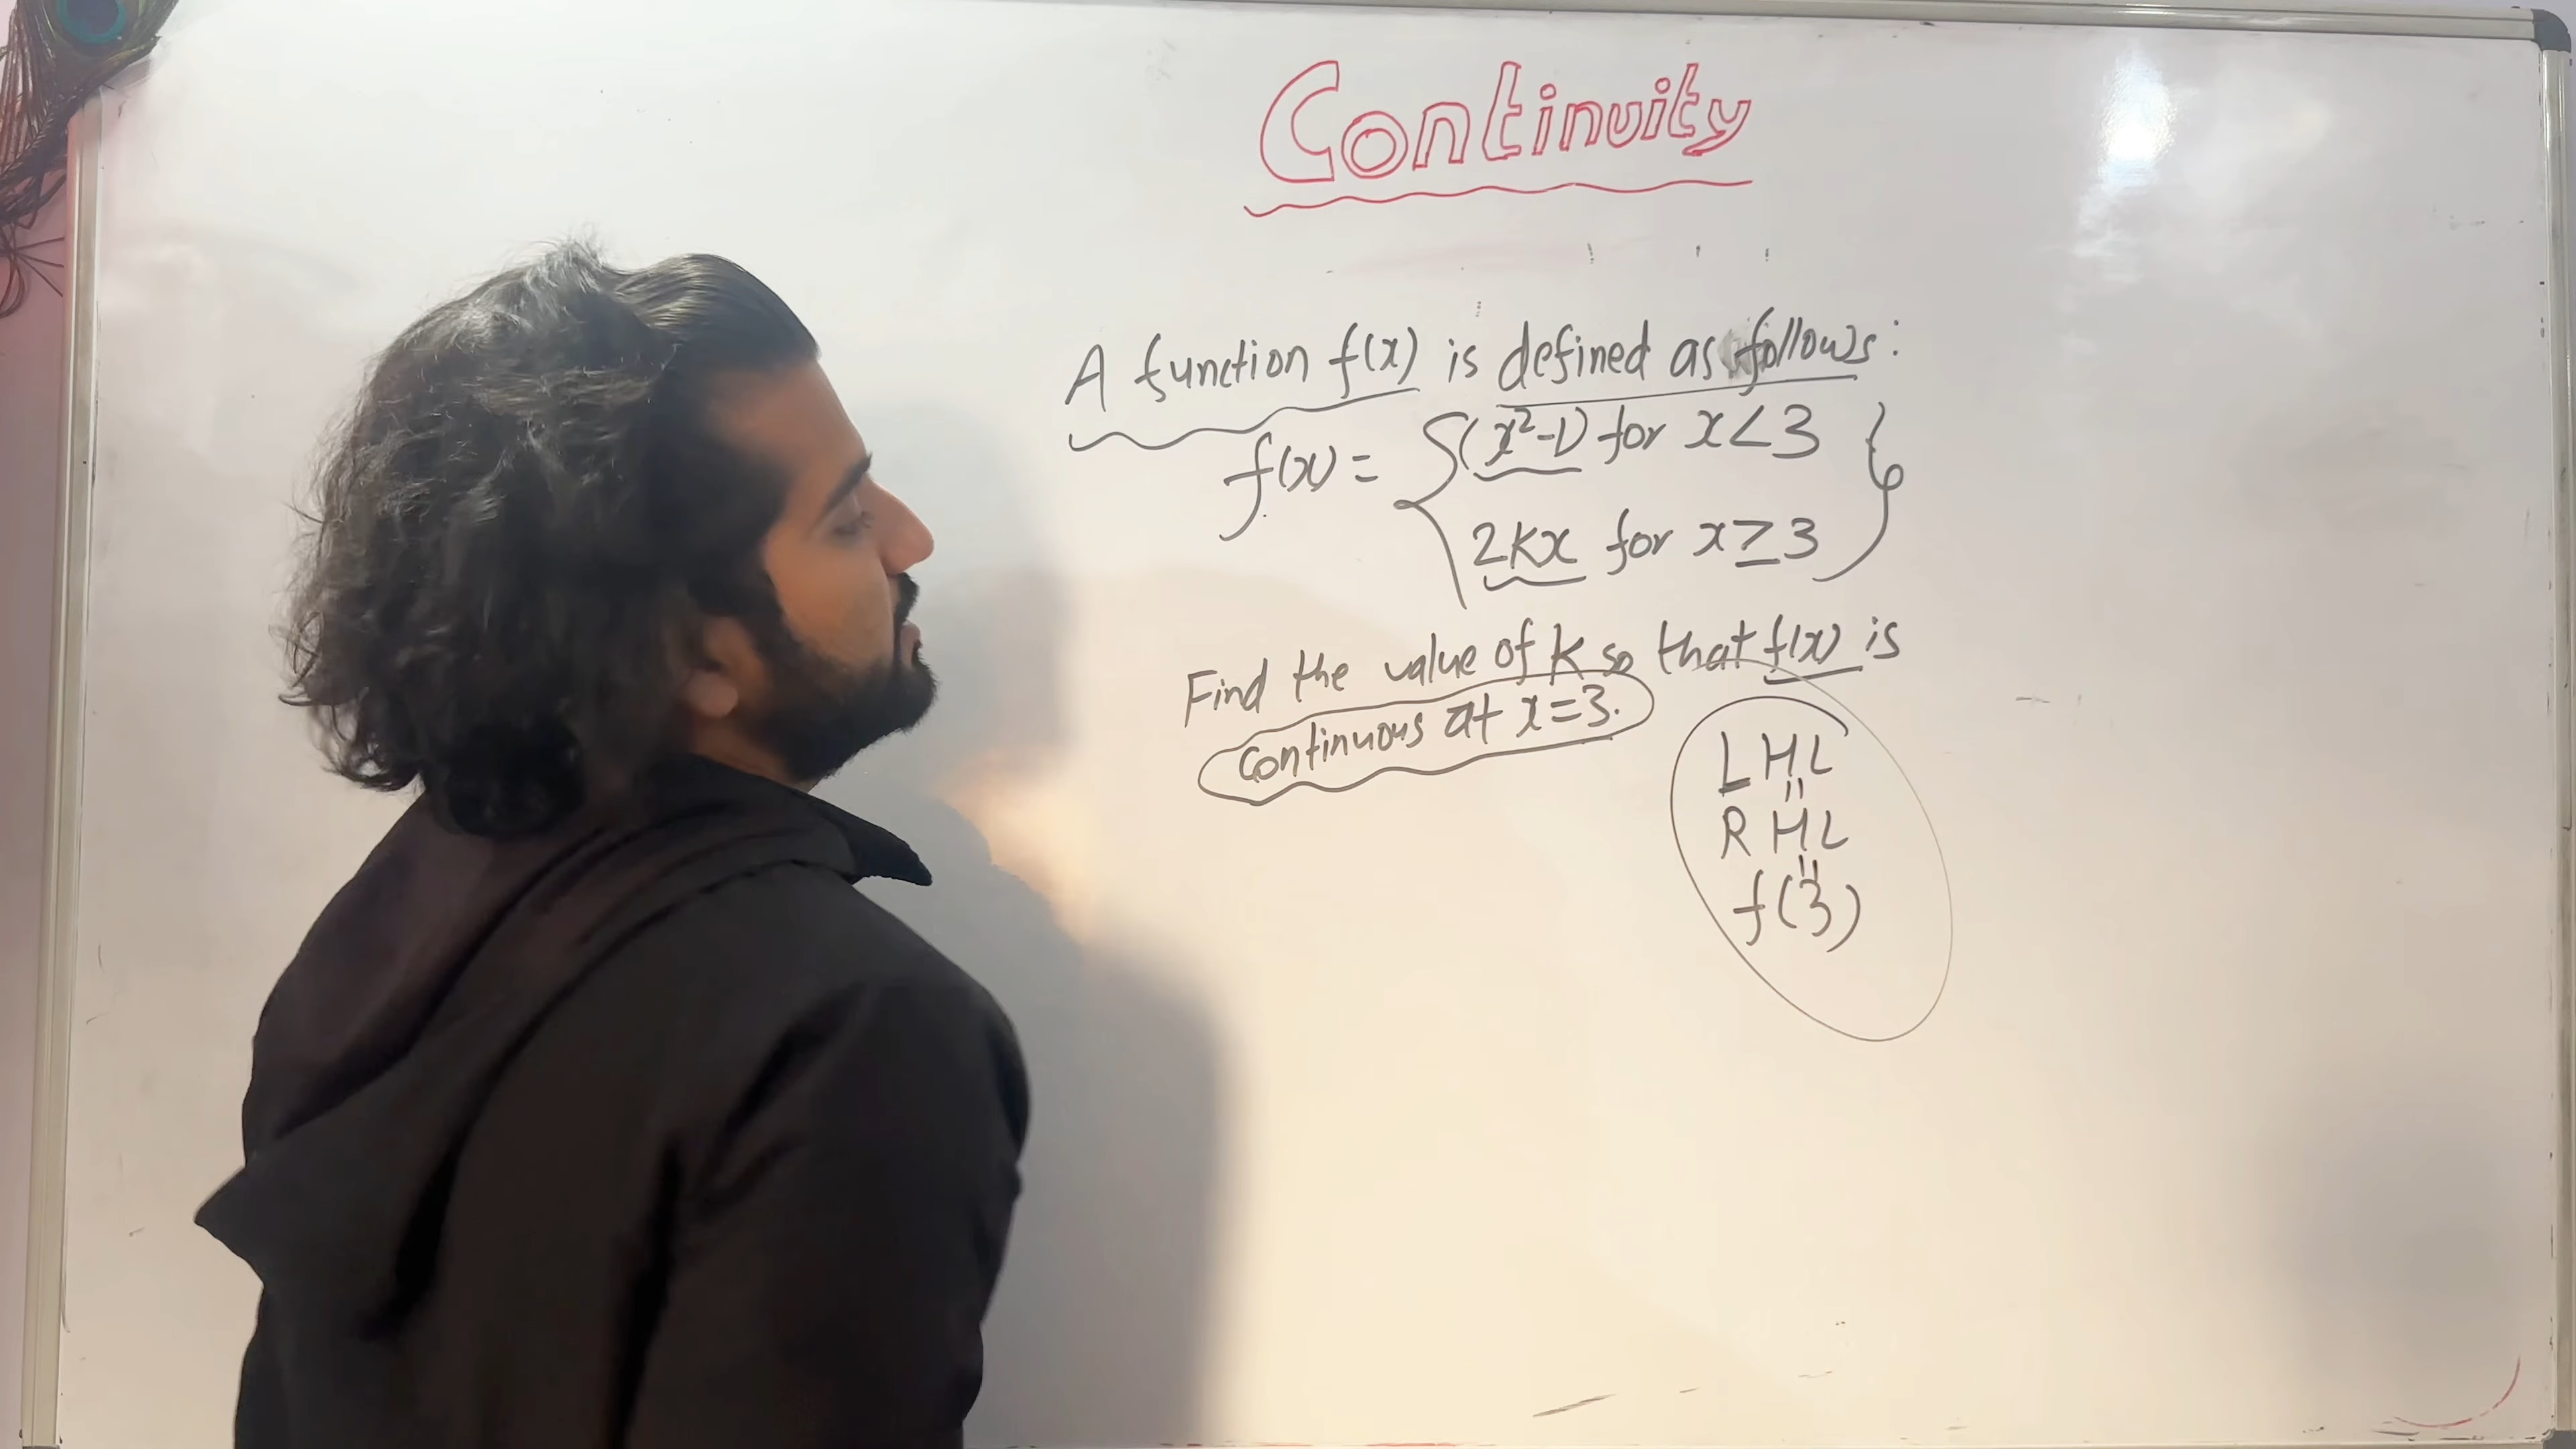 Continuity
A function f(x) is defined as follows:
f(x) = { (x²-1) for x<3 }
2kx for x≥3
Find the value of K so that f(x) is
continuous at x=3.
LHL
=
RHL
=
f(3)